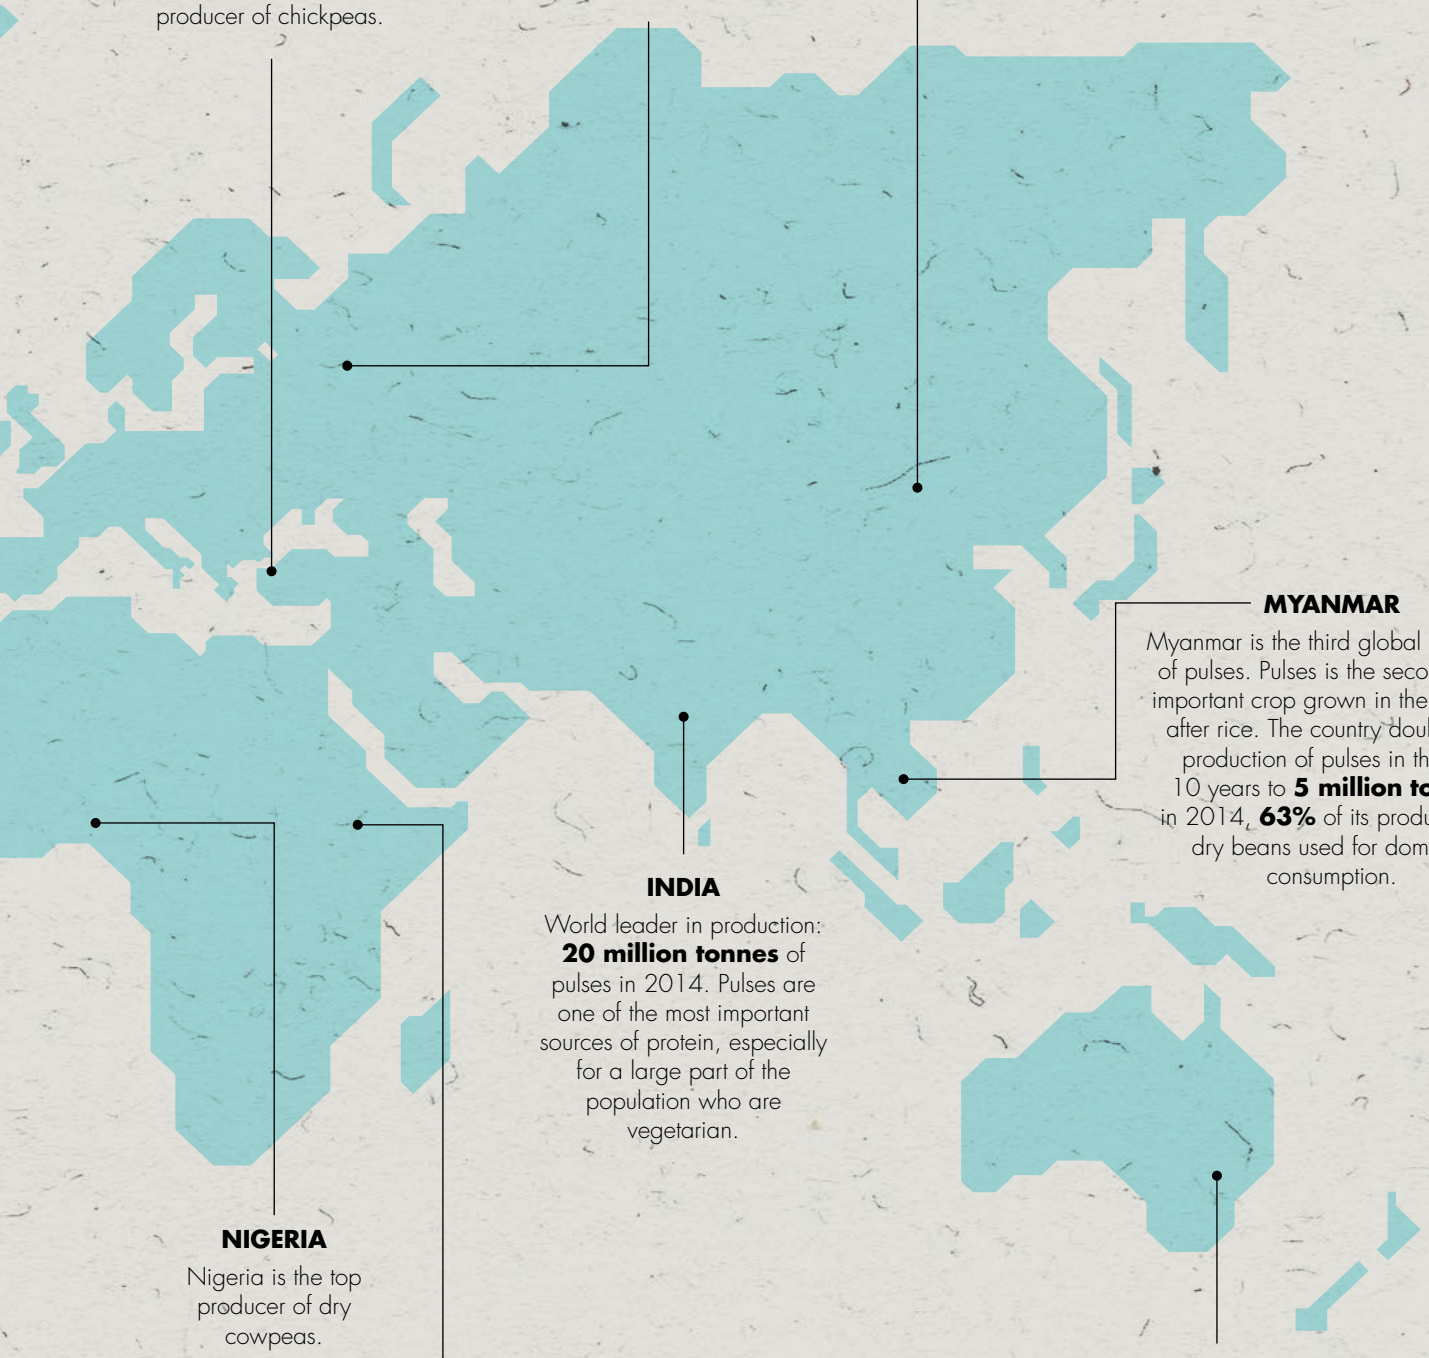 producer of chickpeas.
MYANMAR
Myanmar is the third global
of pulses. Pulses is the seco
important crop grown in the
after rice. The country doul
production of pulses in th
10 years to 5 million to
in 2014, 63% of its produ
dry beans used for dom
consumption.
INDIA
World leader in production:
20 million tonnes of
pulses in 2014. Pulses are
one of the most important
sources of protein, especially
for a large part of the
population who are
vegetarian.
NIGERIA
Nigeria is the top
producer of dry
cowpeas.